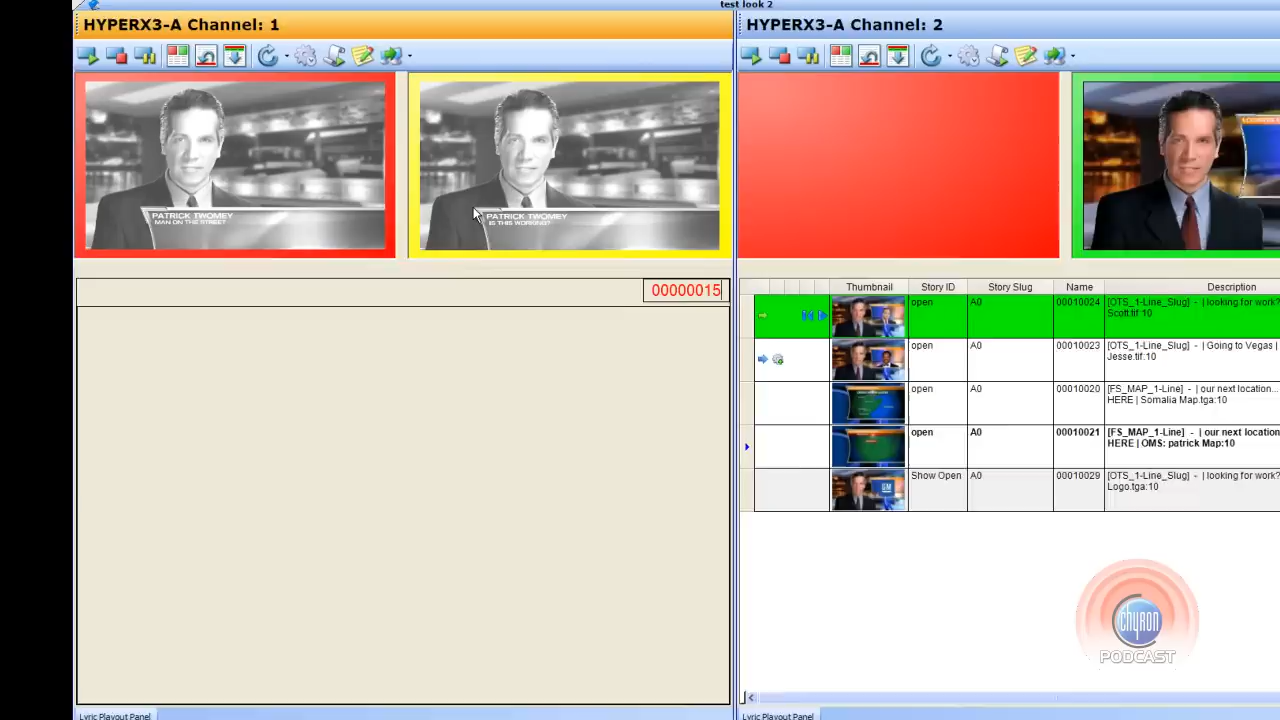 test look 2
HYPERX3-A Channel: 1
HYPERX3-A Channel: 2
PATRICK TWOMEY
MAN ON THE STREET
PATRICK TWOMEY
IS THIS WORKING?
00000015
Thumbnail Story ID Story Slug Name Description
open A0 00010024 [OTS_1-Line_Slug] - | looking for work?
Scott.tif:10
open A0 00010023 [OTS_1-Line_Slug] - | Going to Vegas |
Jesse.tif:10
open A0 00010020 [FS_MAP_1-Line] - | our next location...
HERE | Somalia Map.tga:10
open A0 00010021 [FS_MAP_1-Line] - | our next location
HERE | OMS: patrick Map:10
Show Open A0 00010029 [OTS_1-Line_Slug] - | looking for work?
Logo.tga:10
GM
chyron
PODCAST
Lyric Playout Panel
Lyric Playout Panel